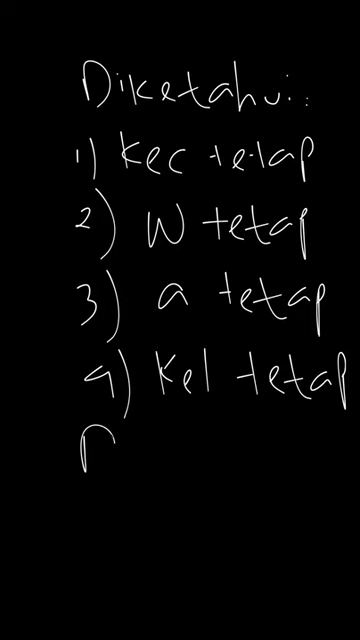 Diketahui:
1) Kec tetap
2) W tetap
3) a tetap
4) Kel tetap